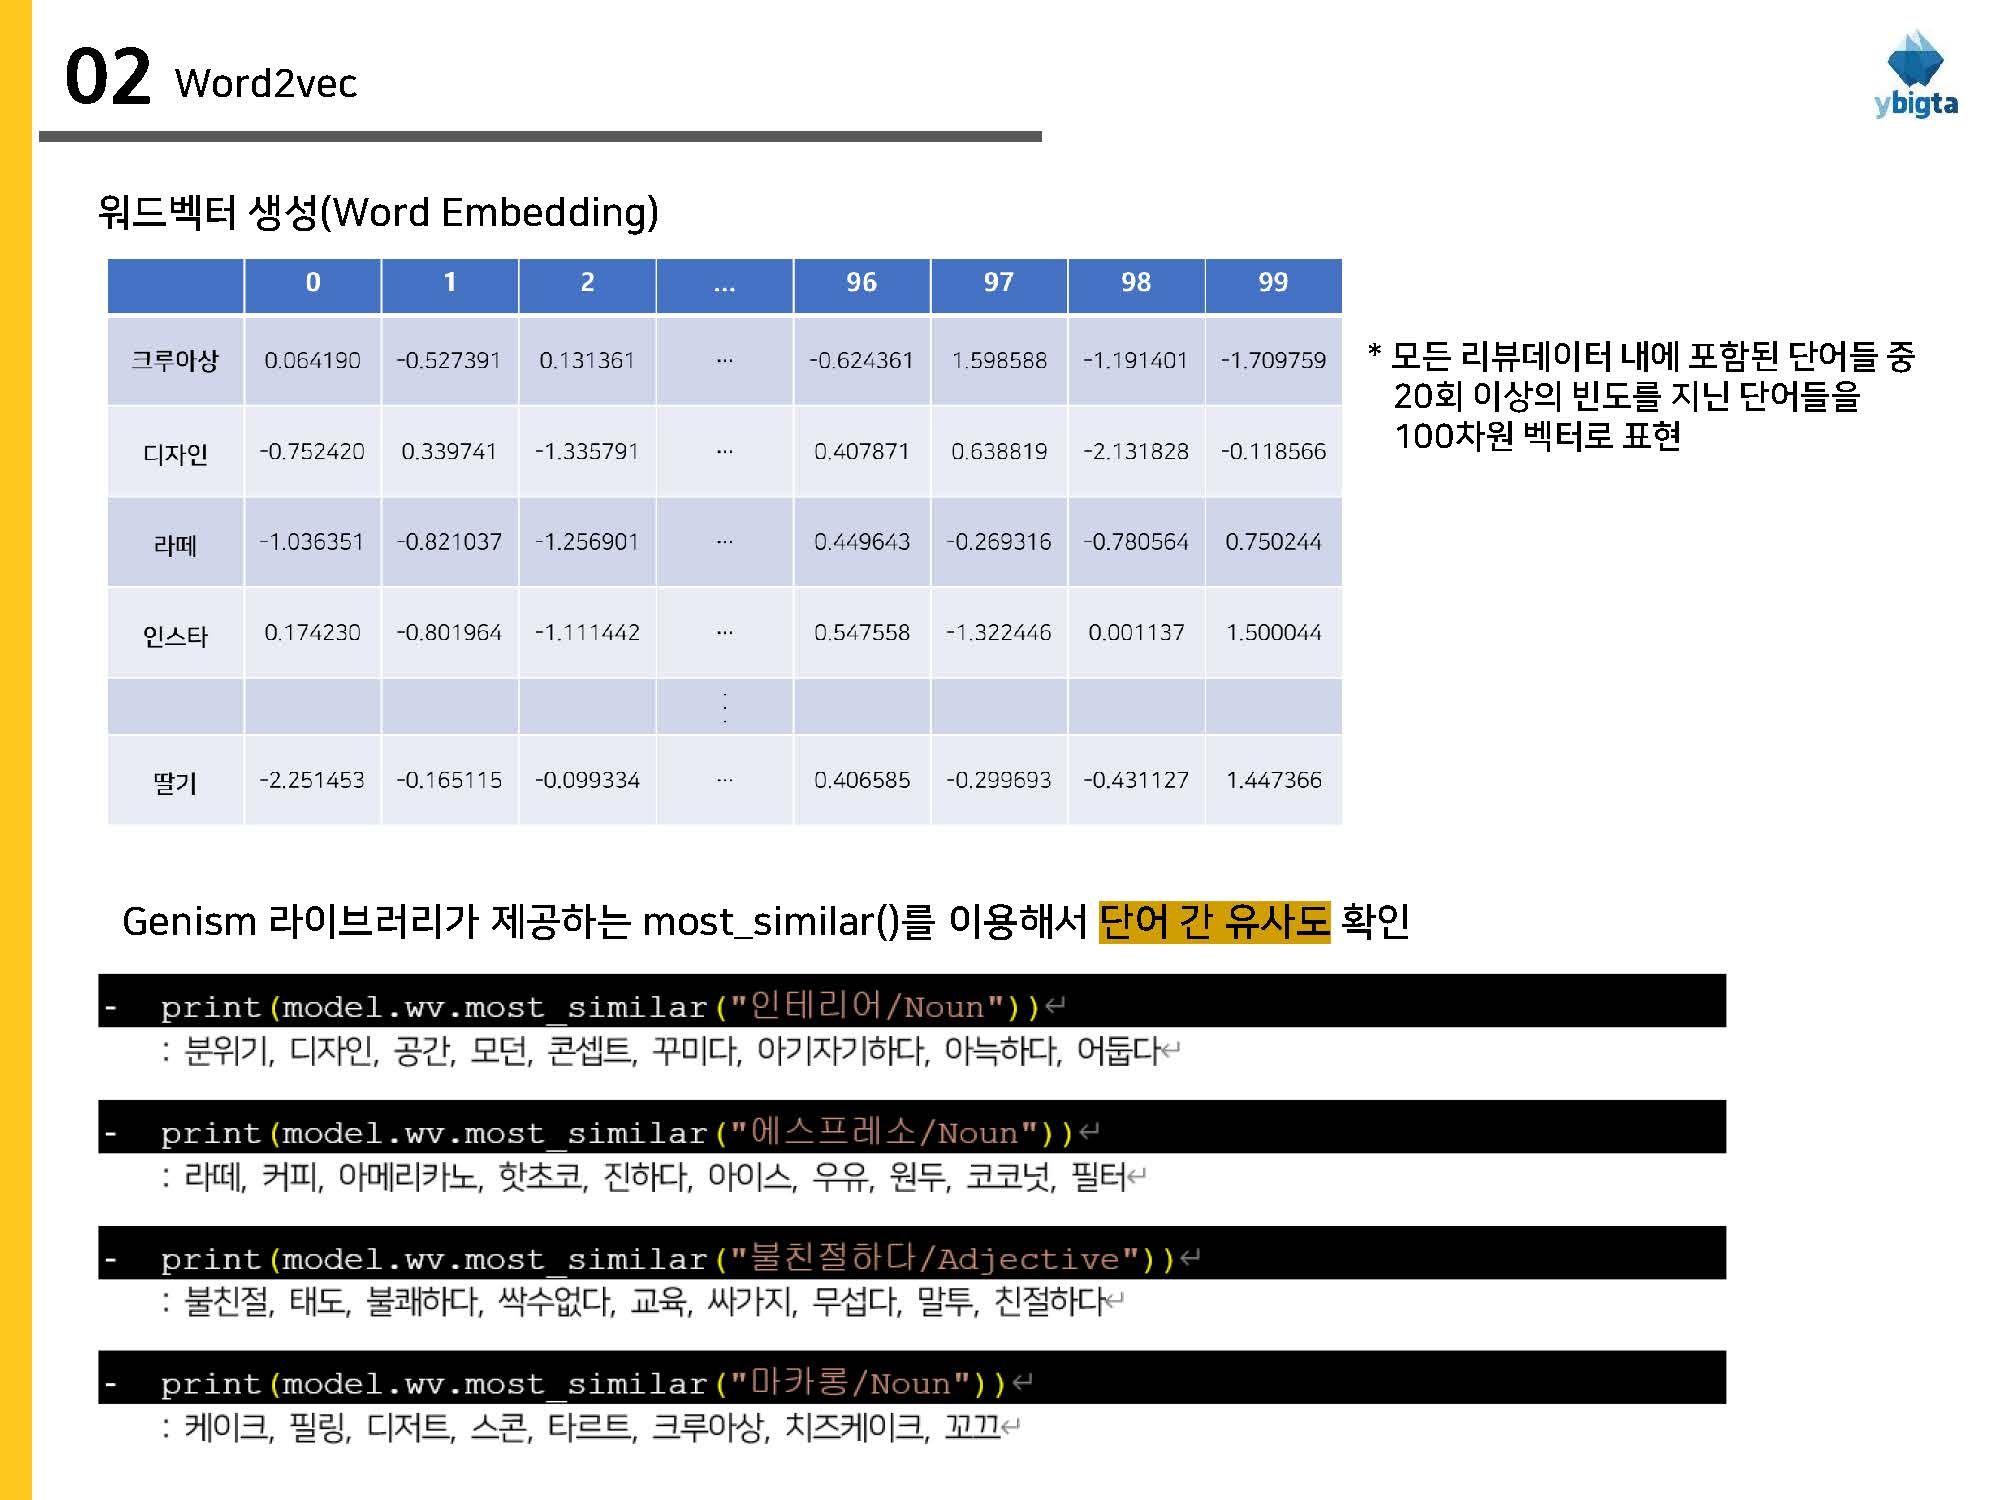 02 Word2vec
ybigta
워드벡터 생성(Word Embedding)
0 1 2 ... 96 97 98 99
크루아상 0.064190 -0.527391 0.131361 ... -0.624361 1.598588 -1.191401 -1.709759
디자인 -0.752420 0.339741 -1.335791 ... 0.407871 0.638819 -2.131828 -0.118566
라떼 -1.036351 -0.821037 -1.256901 ... 0.449643 -0.269316 -0.780564 0.750244
인스타 0.174230 -0.801964 -1.111442 ... 0.547558 -1.322446 0.001137 1.500044
⋮
딸기 -2.251453 -0.165115 -0.099334 ... 0.406585 -0.299693 -0.431127 1.447366
* 모든 리뷰데이터 내에 포함된 단어들 중
20회 이상의 빈도를 지닌 단어들을
100차원 벡터로 표현
Genism 라이브러리가 제공하는 most_similar()를 이용해서 단어 간 유사도 확인
- print(model.wv.most_similar("인테리어/Noun"))↵
: 분위기, 디자인, 공간, 모던, 콘셉트, 꾸미다, 아기자기하다, 아늑하다, 어둡다↵
- print(model.wv.most_similar("에스프레소/Noun"))↵
: 라떼, 커피, 아메리카노, 핫초코, 진하다, 아이스, 우유, 원두, 코코넛, 필터↵
- print(model.wv.most_similar("불친절하다/Adjective"))↵
: 불친절, 태도, 불쾌하다, 싹수없다, 교육, 싸가지, 무섭다, 말투, 친절하다↵
- print(model.wv.most_similar("마카롱/Noun"))↵
: 케이크, 필링, 디저트, 스콘, 타르트, 크루아상, 치즈케이크, 꼬끄↵